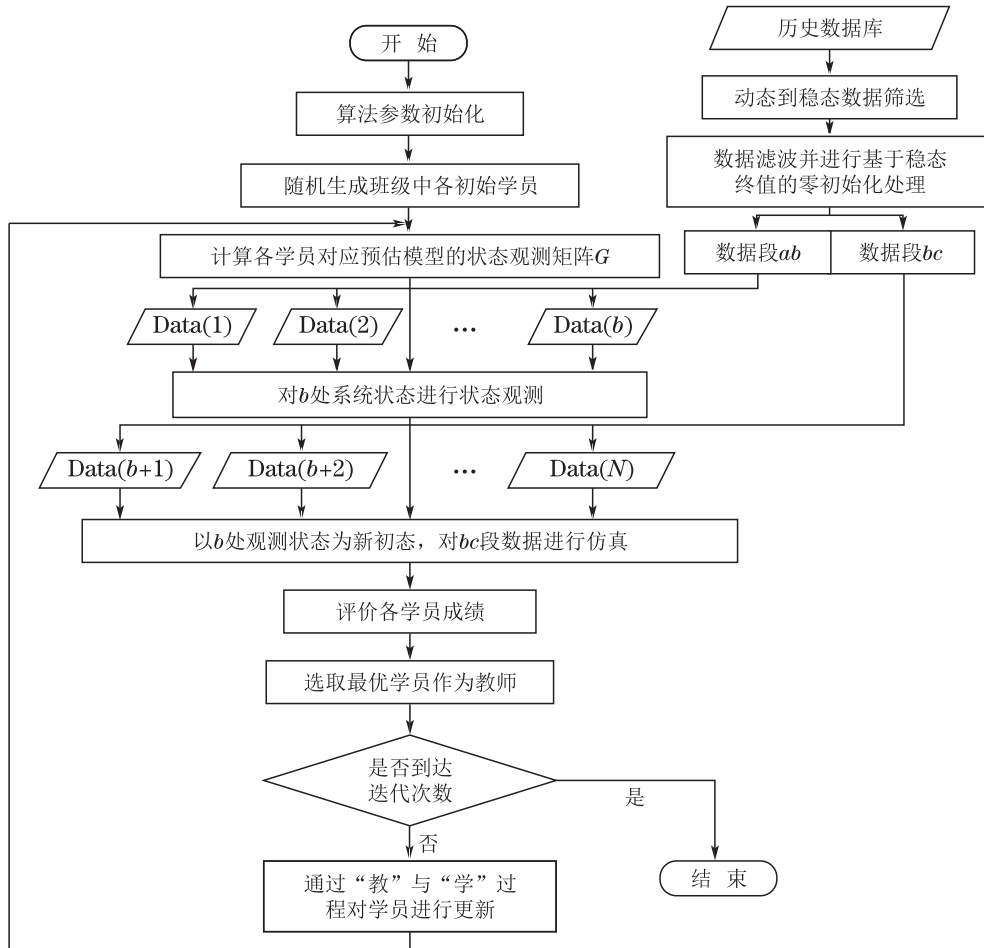 开 始
历史数据库
算法参数初始化
动态到稳态数据筛选
随机生成班级中各初始学员
数据滤波并进行基于稳态
终值的零初始化处理
计算各学员对应预估模型的状态观测矩阵G
数据段ab
数据段bc
Data(1)
Data(2)
...
Data(b)
对b处系统状态进行状态观测
Data(b+1)
Data(b+2)
...
Data(N)
以b处观测状态为新初态，对bc段数据进行仿真
评价各学员成绩
选取最优学员作为教师
是否到达
迭代次数
是
否
通过“教”与“学”过
程对学员进行更新
结 束